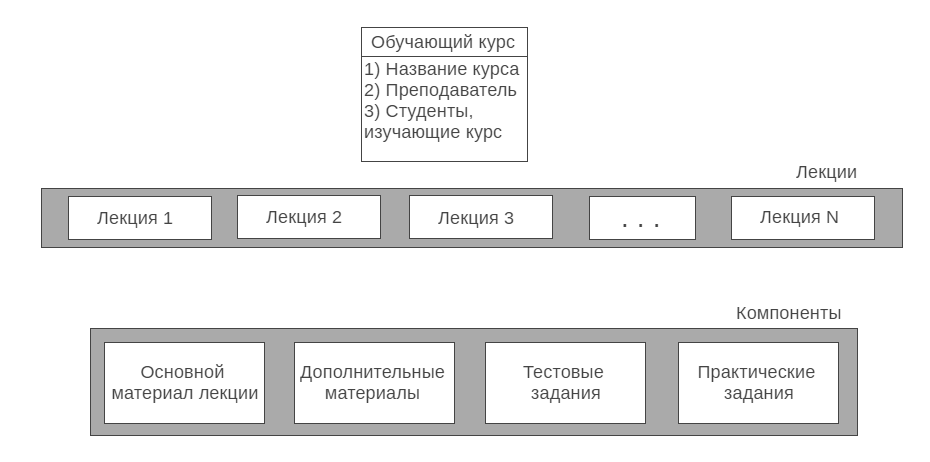 Обучающий курс
1) Название курса
2) Преподаватель
3) Студенты,
изучающие курс
Лекции
Лекция 1
Лекция 2
Лекция 3
. . .
Лекция N
Компоненты
Основной
материал лекции
Дополнительные
материалы
Тестовые
задания
Практические
задания